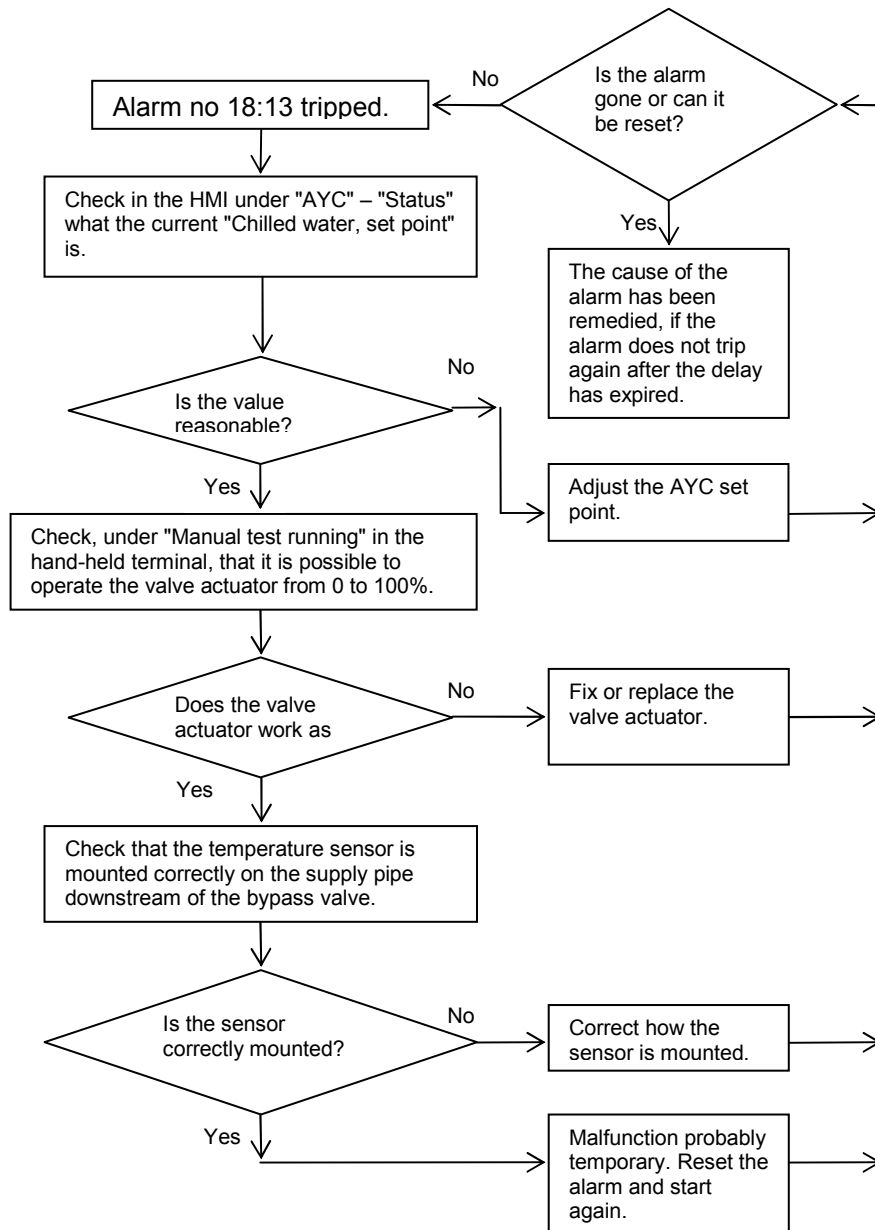 Is the alarm
gone or can it
be reset?
No
Alarm no 18:13 tripped.
Check in the HMI under "AYC" – "Status"
what the current "Chilled water, set point"
is.
Yes
The cause of the
alarm has been
remedied, if the
alarm does not trip
again after the delay
has expired.
Is the value
reasonable?
No
Yes
Adjust the AYC set
point.
Check, under "Manual test running" in the
hand-held terminal, that it is possible to
operate the valve actuator from 0 to 100%.
Does the valve
actuator work as
No
Fix or replace the
valve actuator.
Yes
Check that the temperature sensor is
mounted correctly on the supply pipe
downstream of the bypass valve.
Is the sensor
correctly mounted?
No
Correct how the
sensor is mounted.
Yes
Malfunction probably
temporary. Reset the
alarm and start
again.